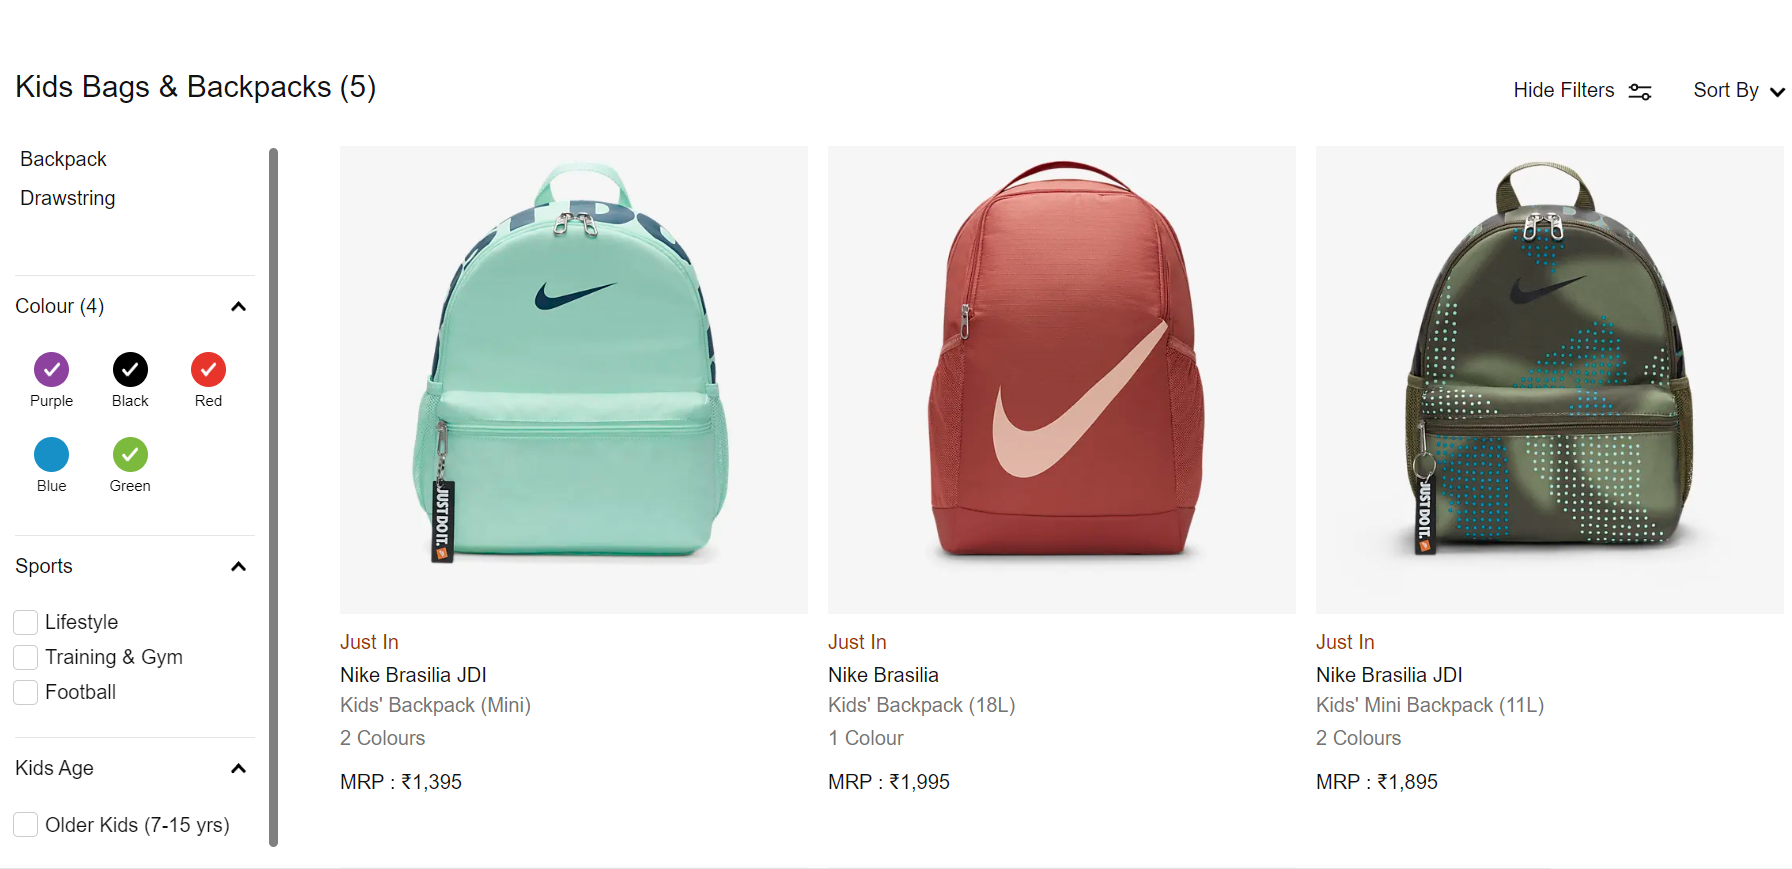 Kids Bags & Backpacks (5)
Hide Filters
Sort By
Backpack
Drawstring
Colour (4)
Purple
Black
Red
Blue
Green
Sports
Lifestyle
Training & Gym
Football
Kids Age
Older Kids (7-15 yrs)
JUST DO IT.
Just In
Nike Brasilia JDI
Kids' Backpack (Mini)
2 Colours
MRP : ₹1,395
Just In
Nike Brasilia
Kids' Backpack (18L)
1 Colour
MRP : ₹1,995
JUST DO IT.
Just In
Nike Brasilia JDI
Kids' Mini Backpack (11L)
2 Colours
MRP : ₹1,895